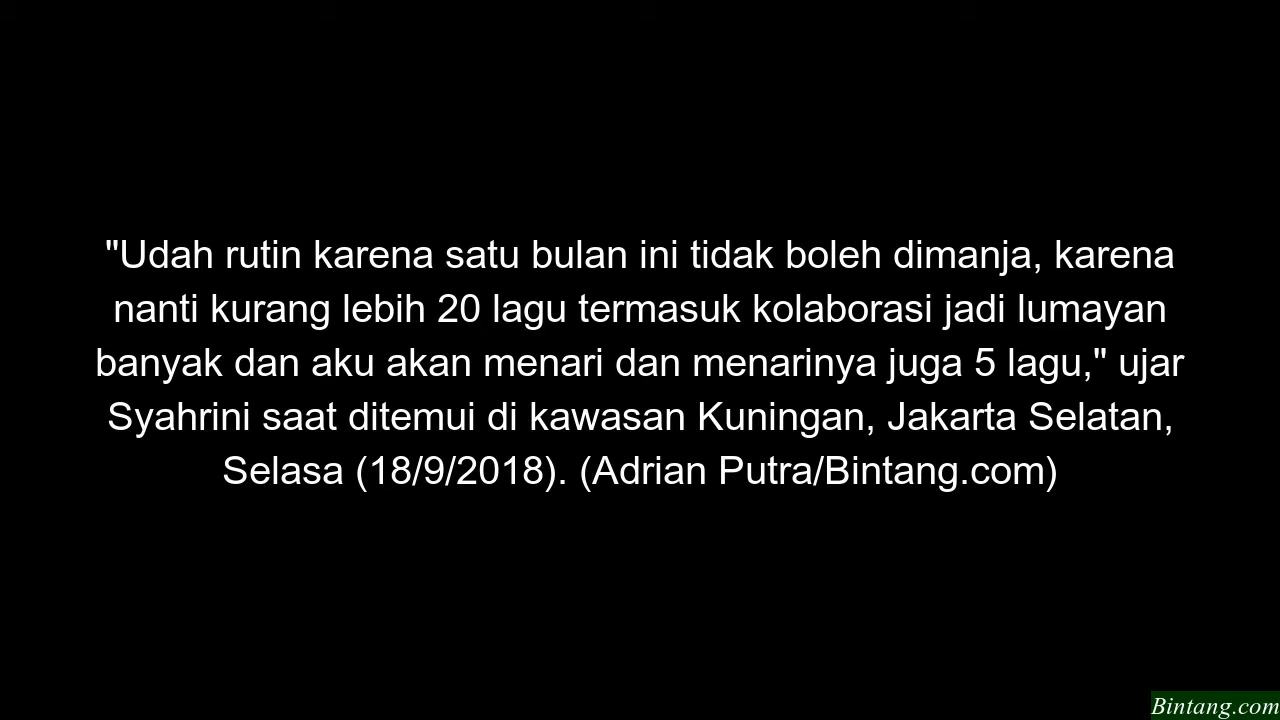 "Udah rutin karena satu bulan ini tidak boleh dimanja, karena
nanti kurang lebih 20 lagu termasuk kolaborasi jadi lumayan
banyak dan aku akan menari dan menarinya juga 5 lagu," ujar
Syahrini saat ditemui di kawasan Kuningan, Jakarta Selatan,
Selasa (18/9/2018). (Adrian Putra/Bintang.com)
Bintang.com